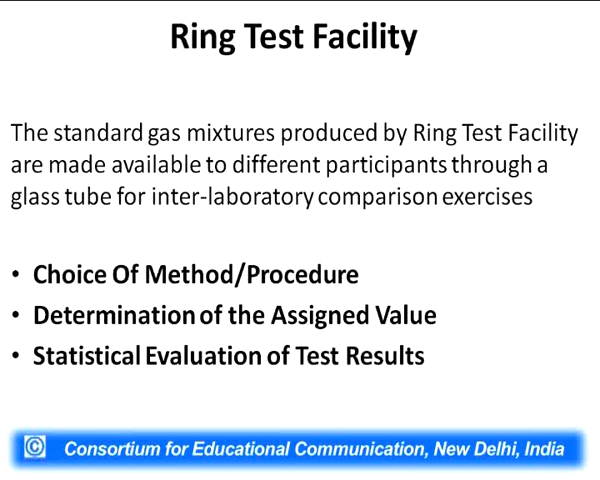 Ring Test Facility
The standard gas mixtures produced by Ring Test Facility
are made available to different participants through a
glass tube for inter-laboratory comparison exercises
• Choice Of Method/Procedure
• Determination of the Assigned Value
• Statistical Evaluation of Test Results
© Consortium for Educational Communication, New Delhi, India